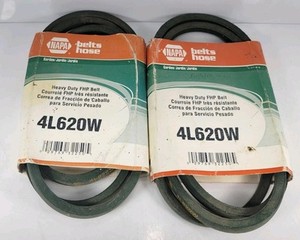 NAPA
belts
hose
Heavy Duty FHP Belt
Courroie FHP très résistante
Correa de Fracción de Caballo
para Servicio Pesado
4L620W
NAPA
belts
hose
Heavy Duty FHP Belt
Courroie FHP très résistante
Correa de Fracción de Caballo
para Servicio Pesado
4L620W